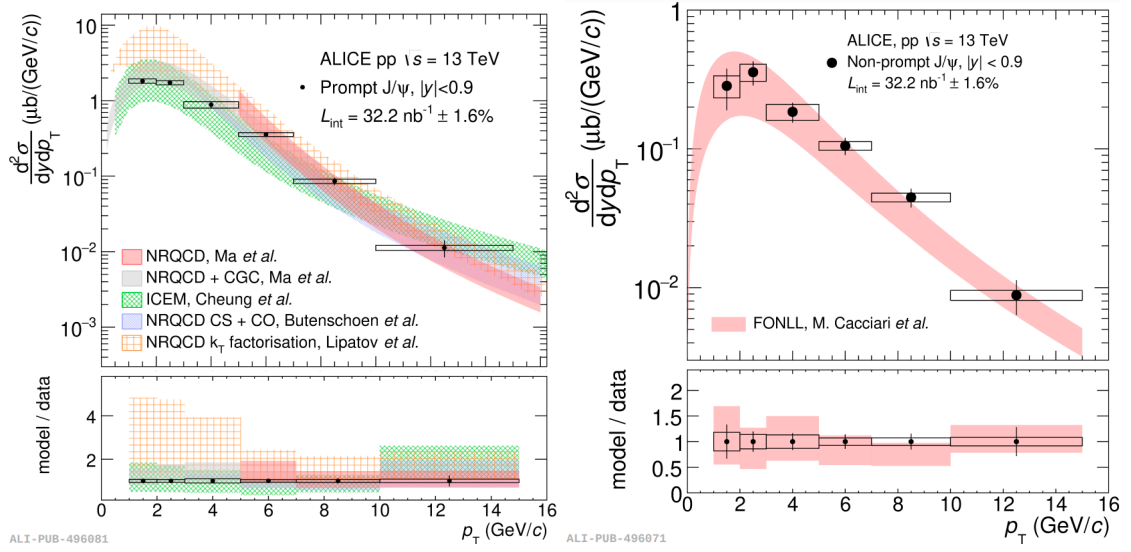 ALICE pp √s = 13 TeV
Prompt J/ψ, |y|<0.9
L_int = 32.2 nb⁻¹ ± 1.6%
d²σ/dydp_T (μb/(GeV/c))
10
1
10⁻¹
10⁻²
10⁻³
NRQCD, Ma et al.
NRQCD + CGC, Ma et al.
ICEM, Cheung et al.
NRQCD CS + CO, Butenschoen et al.
NRQCD k_T factorisation, Lipatov et al.
model / data
4
2
0 2 4 6 8 10 12 14 16
p_T (GeV/c)
ALI-PUB-496081
ALICE, pp √s = 13 TeV
Non-prompt J/ψ, |y| < 0.9
L_int = 32.2 nb⁻¹ ± 1.6%
d²σ/dydp_T (μb/(GeV/c))
1
10⁻¹
10⁻²
FONLL, M. Cacciari et al.
model / data
2
1.5
1
0.5
0
0 2 4 6 8 10 12 14 16
p_T (GeV/c)
ALI-PUB-496071